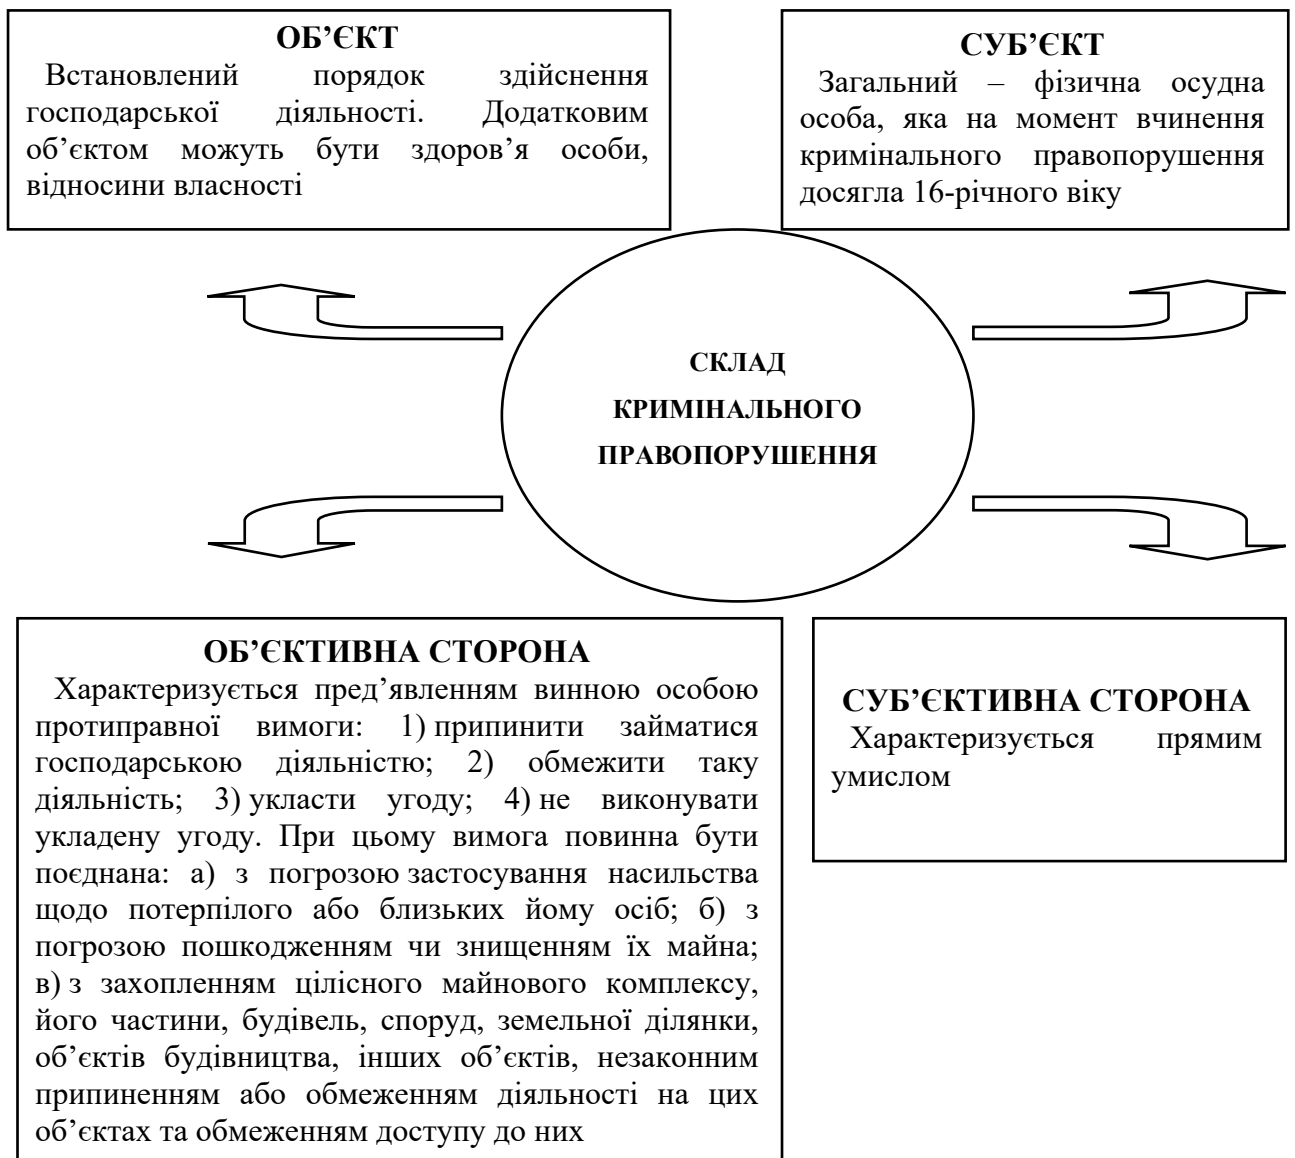 ОБ’ЄКТ
Встановлений порядок здійснення
господарської діяльності. Додатковим
об’єктом можуть бути здоров’я особи,
відносини власності
СУБ’ЄКТ
Загальний – фізична осудна
особа, яка на момент вчинення
кримінального правопорушення
досягла 16-річного віку
СКЛАД
КРИМІНАЛЬНОГО
ПРАВОПОРУШЕННЯ
ОБ’ЄКТИВНА СТОРОНА
Характеризується пред’явленням винною особою
протиправної вимоги: 1) припинити займатися
господарською діяльністю; 2) обмежити таку
діяльність; 3) укласти угоду; 4) не виконувати
укладену угоду. При цьому вимога повинна бути
поєднана: а) з погрозою застосування насильства
щодо потерпілого або близьких йому осіб; б) з
погрозою пошкодженням чи знищенням їх майна;
в) з захопленням цілісного майнового комплексу,
його частини, будівель, споруд, земельної ділянки,
об’єктів будівництва, інших об’єктів, незаконним
припиненням або обмеженням діяльності на цих
об’єктах та обмеженням доступу до них
СУБ’ЄКТИВНА СТОРОНА
Характеризується прямим
умислом